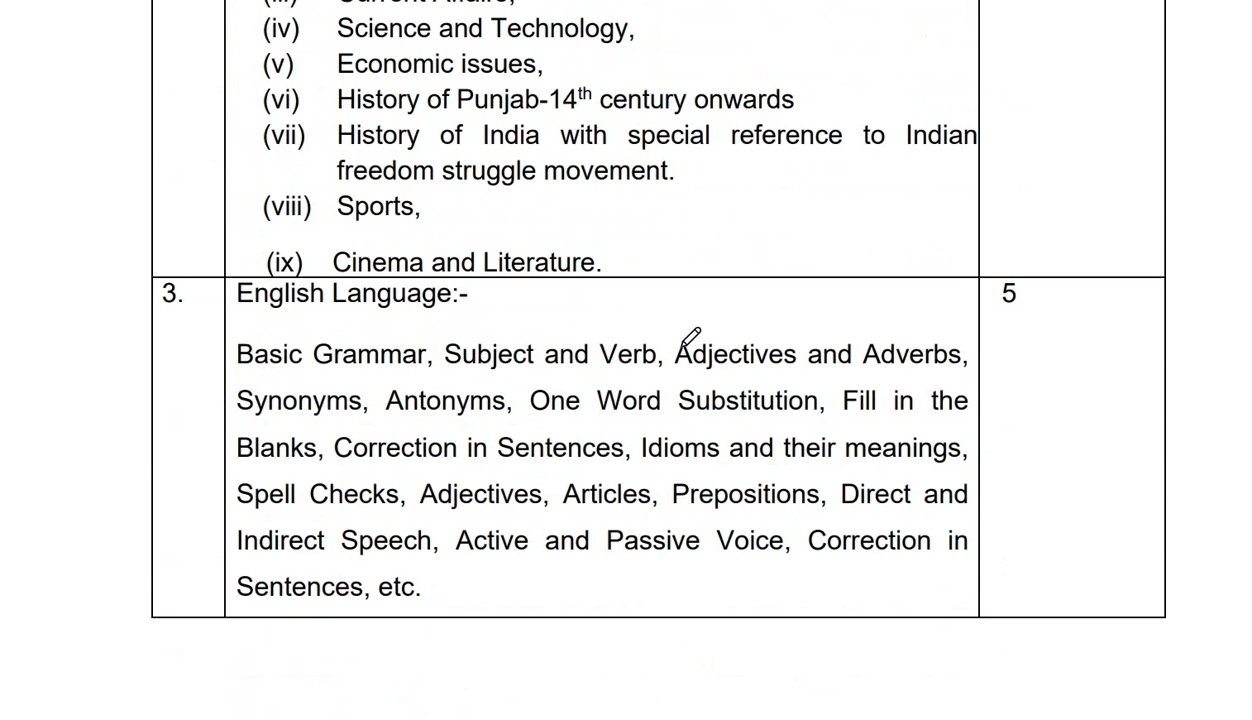 (iv) Science and Technology,
(v) Economic issues,
(vi) History of Punjab-14th century onwards
(vii) History of India with special reference to Indian
freedom struggle movement.
(viii) Sports,
(ix) Cinema and Literature.
3. English Language:- 5
Basic Grammar, Subject and Verb, Adjectives and Adverbs,
Synonyms, Antonyms, One Word Substitution, Fill in the
Blanks, Correction in Sentences, Idioms and their meanings,
Spell Checks, Adjectives, Articles, Prepositions, Direct and
Indirect Speech, Active and Passive Voice, Correction in
Sentences, etc.